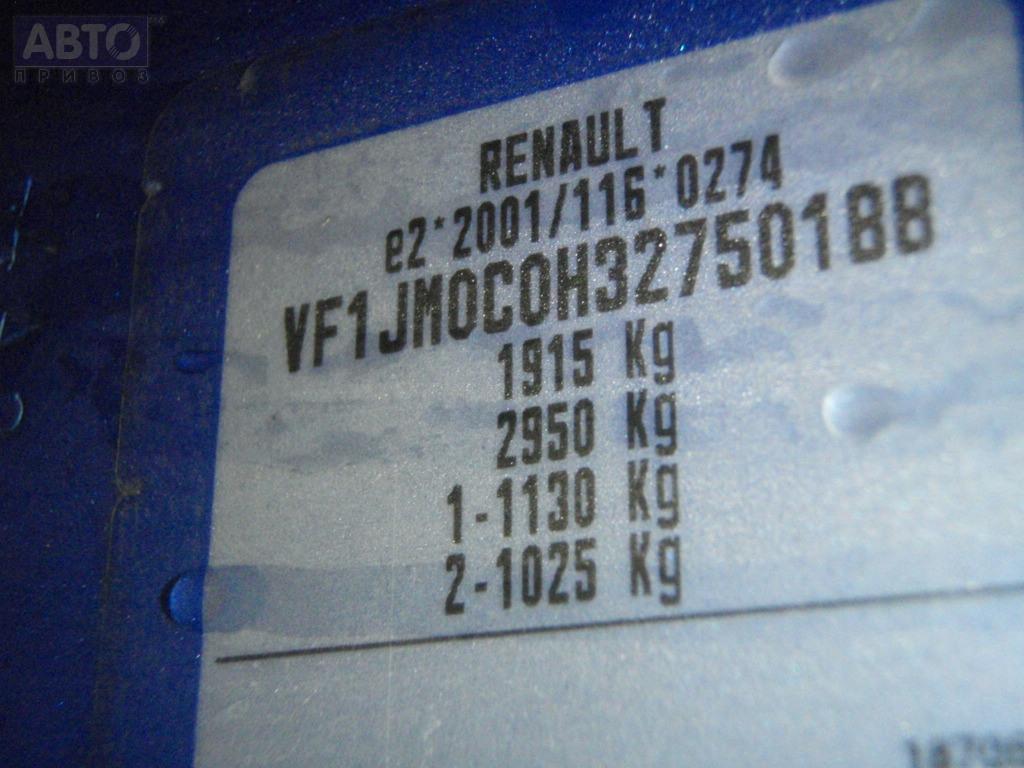 АВТО
ПРИВОЗ
RENAULT
e2*2001/116*0274
VF1JM0C0H32750188
1915 Kg
2950 Kg
1-1130 Kg
2-1025 Kg